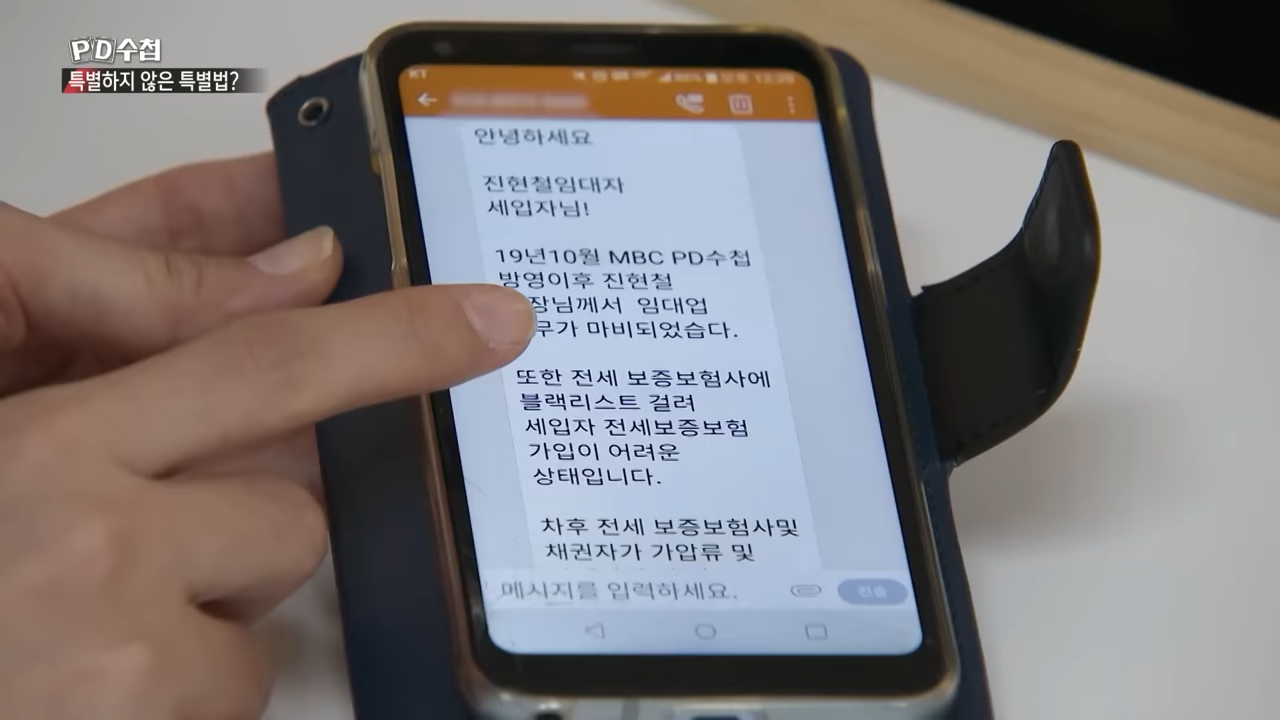 PD수첩
특별하지 않은 특별법?
KT
안녕하세요
진현철임대자
세입자님!
19년10월 MBC PD수첩
방영이후 진현철
장님께서 임대업
무가 마비되었습다.
또한 전세 보증보험사에
블랙리스트 걸려
세입자 전세보증보험
가입이 어려운
상태입니다.
차후 전세 보증보험사및
채권자가 가압류 및
메시지를 입력하세요.
전송